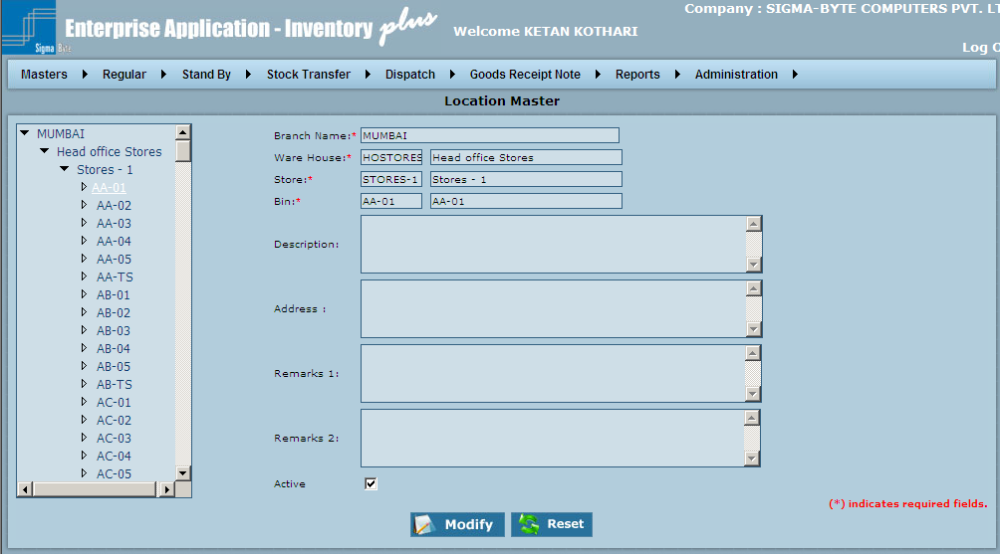 Company : SIGMA-BYTE COMPUTERS PVT. LT
Enterprise Application - Inventory plus
Welcome KETAN KOTHARI
Sigma Byte
Log O
Masters Regular Stand By Stock Transfer Dispatch Goods Receipt Note Reports Administration
Location Master
MUMBAI
Head office Stores
Stores - 1
AA-01
AA-02
AA-03
AA-04
AA-05
AA-TS
AB-01
AB-02
AB-03
AB-04
AB-05
AB-TS
AC-01
AC-02
AC-03
AC-04
AC-05
Branch Name:* MUMBAI
Ware House:* HOSTORES Head office Stores
Store:* STORES-1 Stores - 1
Bin:* AA-01 AA-01
Description:
Address :
Remarks 1:
Remarks 2:
Active
(*) indicates required fields.
Modify Reset